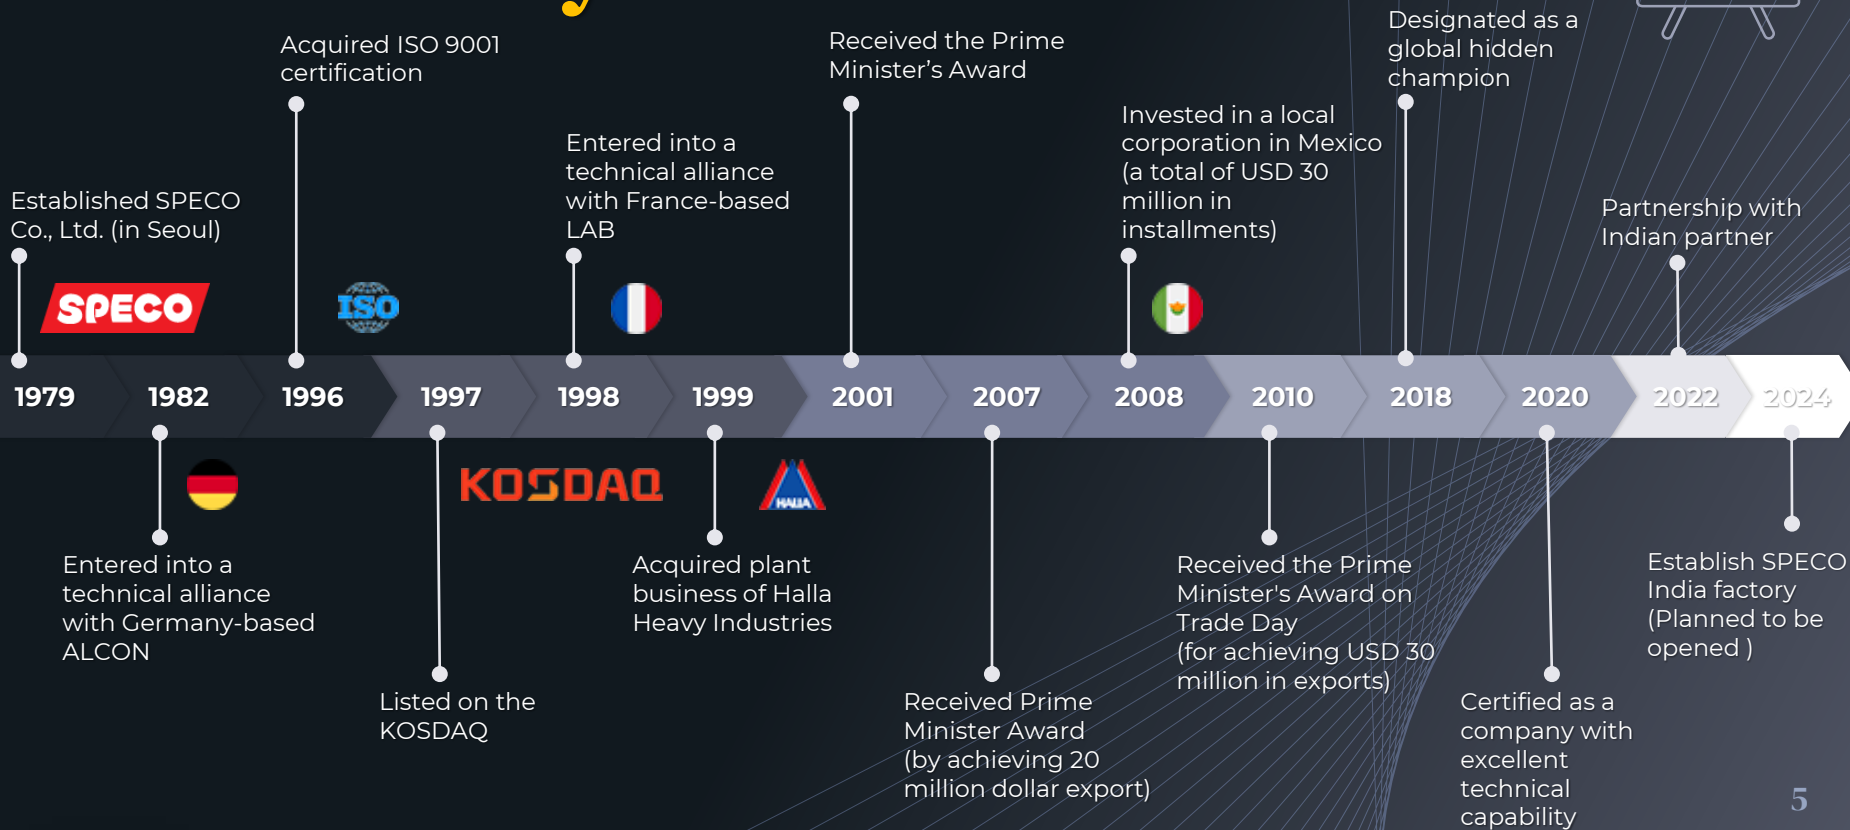 Acquired ISO 9001
certification
Received the Prime
Minister’s Award
Designated as a
global hidden
champion
Entered into a
technical alliance
with France-based
LAB
Invested in a local
corporation in Mexico
(a total of USD 30
million in
installments)
Established SPECO
Co., Ltd. (in Seoul)
Partnership with
Indian partner
SPECO
ISO
1979
1982
1996
1997
1998
1999
2001
2007
2008
2010
2018
2020
2022
2024
KOSDAQ
HALLA
Entered into a
technical alliance
with Germany-based
ALCON
Listed on the
KOSDAQ
Acquired plant
business of Halla
Heavy Industries
Received Prime
Minister Award
(by achieving 20
million dollar export)
Received the Prime
Minister's Award on
Trade Day
(for achieving USD 30
million in exports)
Certified as a
company with
excellent
technical
capability
Establish SPECO
India factory
(Planned to be
opened )
5